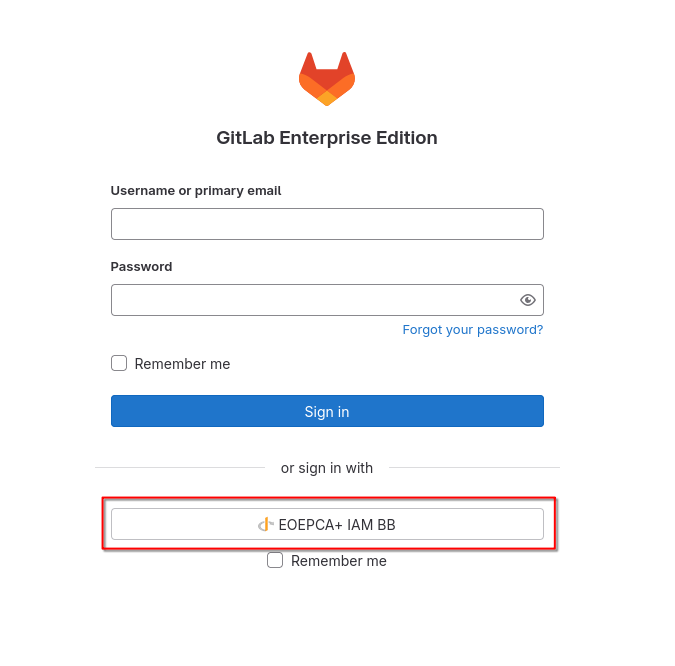 GitLab Enterprise Edition
Username or primary email
Password
Forgot your password?
Remember me
Sign in
or sign in with
EOEPCA+ IAM BB
Remember me